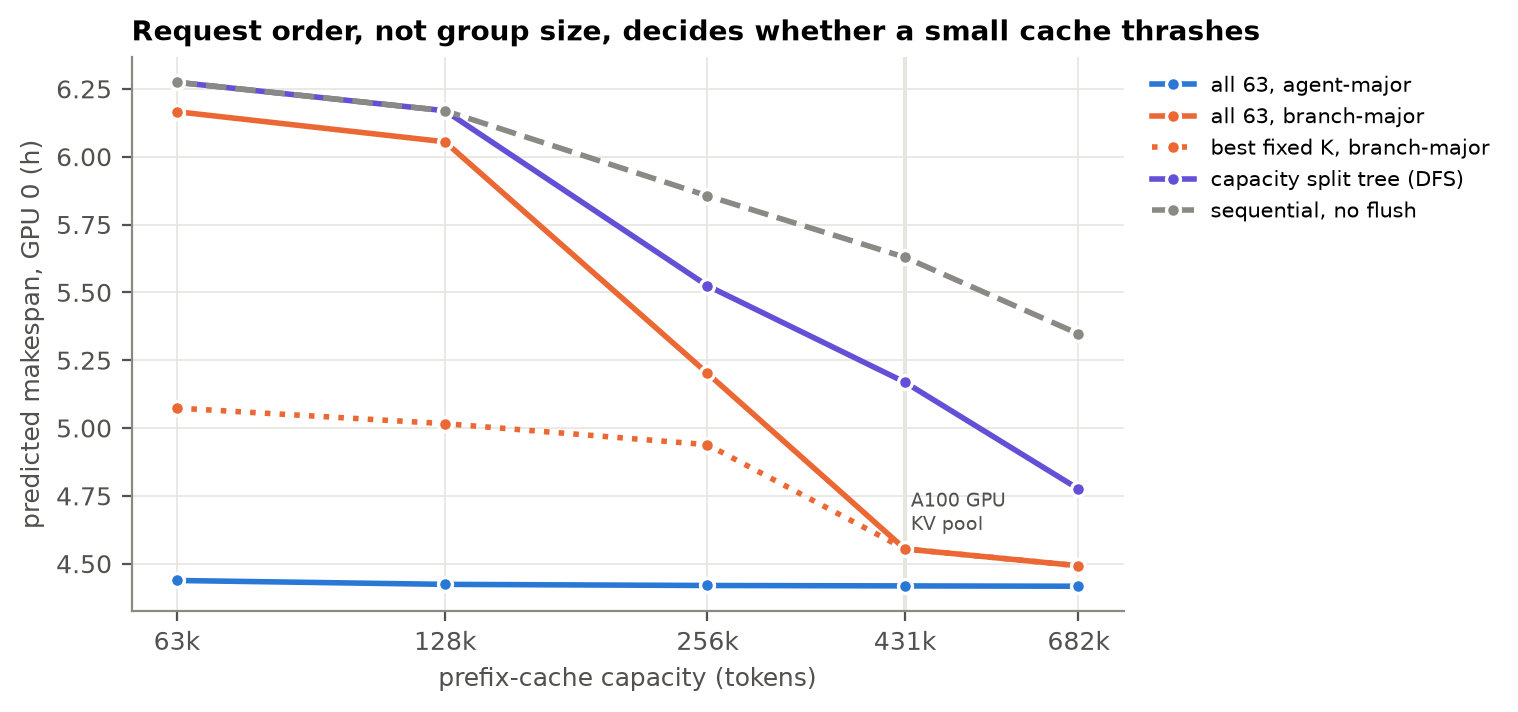 Request order, not group size, decides whether a small cache thrashes
all 63, agent-major
all 63, branch-major
best fixed K, branch-major
capacity split tree (DFS)
sequential, no flush
predicted makespan, GPU 0 (h)
6.25
6.00
5.75
5.50
5.25
5.00
4.75
4.50
A100 GPU
KV pool
63k
128k
256k
431k
682k
prefix-cache capacity (tokens)